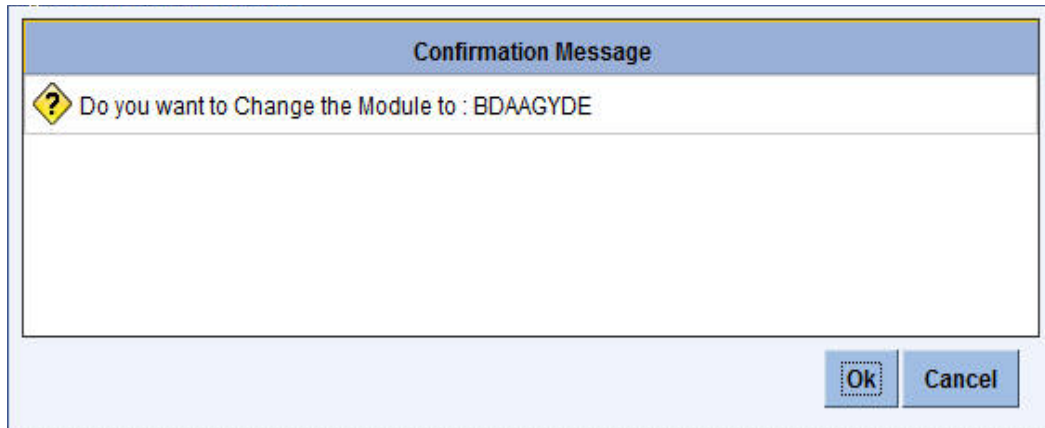 Confirmation Message
? Do you want to Change the Module to : BDAAGYDE
Ok Cancel